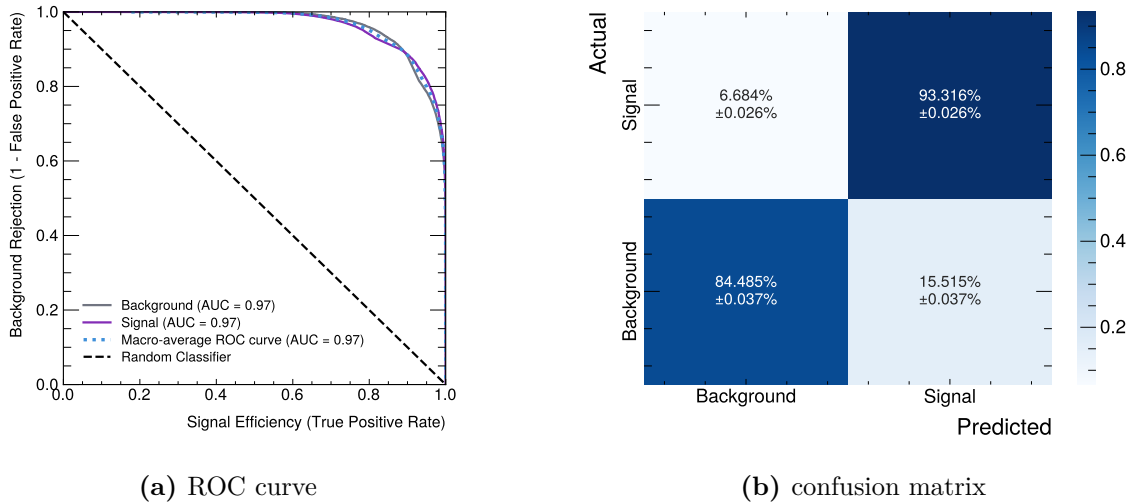 Background Rejection (1 - False Positive Rate)
1.0
0.8
0.6
0.4
0.2
0.0
Background (AUC = 0.97)
Signal (AUC = 0.97)
Macro-average ROC curve (AUC = 0.97)
Random Classifier
0.0 0.2 0.4 0.6 0.8 1.0
Signal Efficiency (True Positive Rate)
(a) ROC curve
Actual
Signal
Background
6.684%
±0.026%
93.316%
±0.026%
84.485%
±0.037%
15.515%
±0.037%
Background Signal
Predicted
0.8
0.6
0.4
0.2
(b) confusion matrix